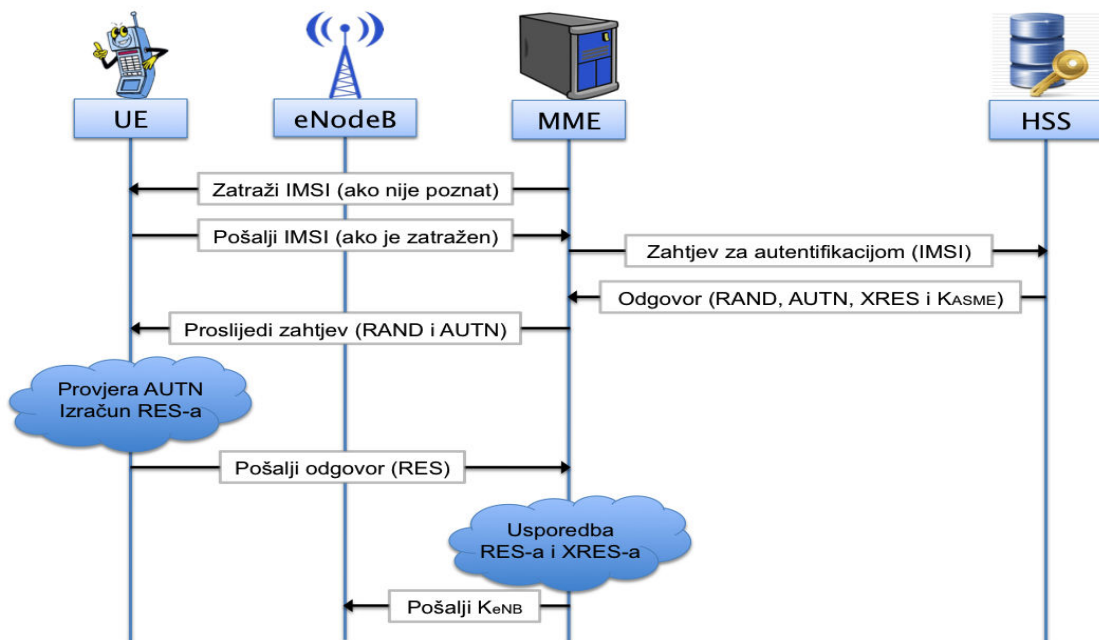 UE
eNodeB
MME
HSS
Zatraži IMSI (ako nije poznat)
Pošalji IMSI (ako je zatražen)
Zahtjev za autentifikacijom (IMSI)
Odgovor (RAND, AUTN, XRES i KASME)
Proslijedi zahtjev (RAND i AUTN)
Provjera AUTN
Izračun RES-a
Pošalji odgovor (RES)
Usporedba
RES-a i XRES-a
Pošalji KeNB